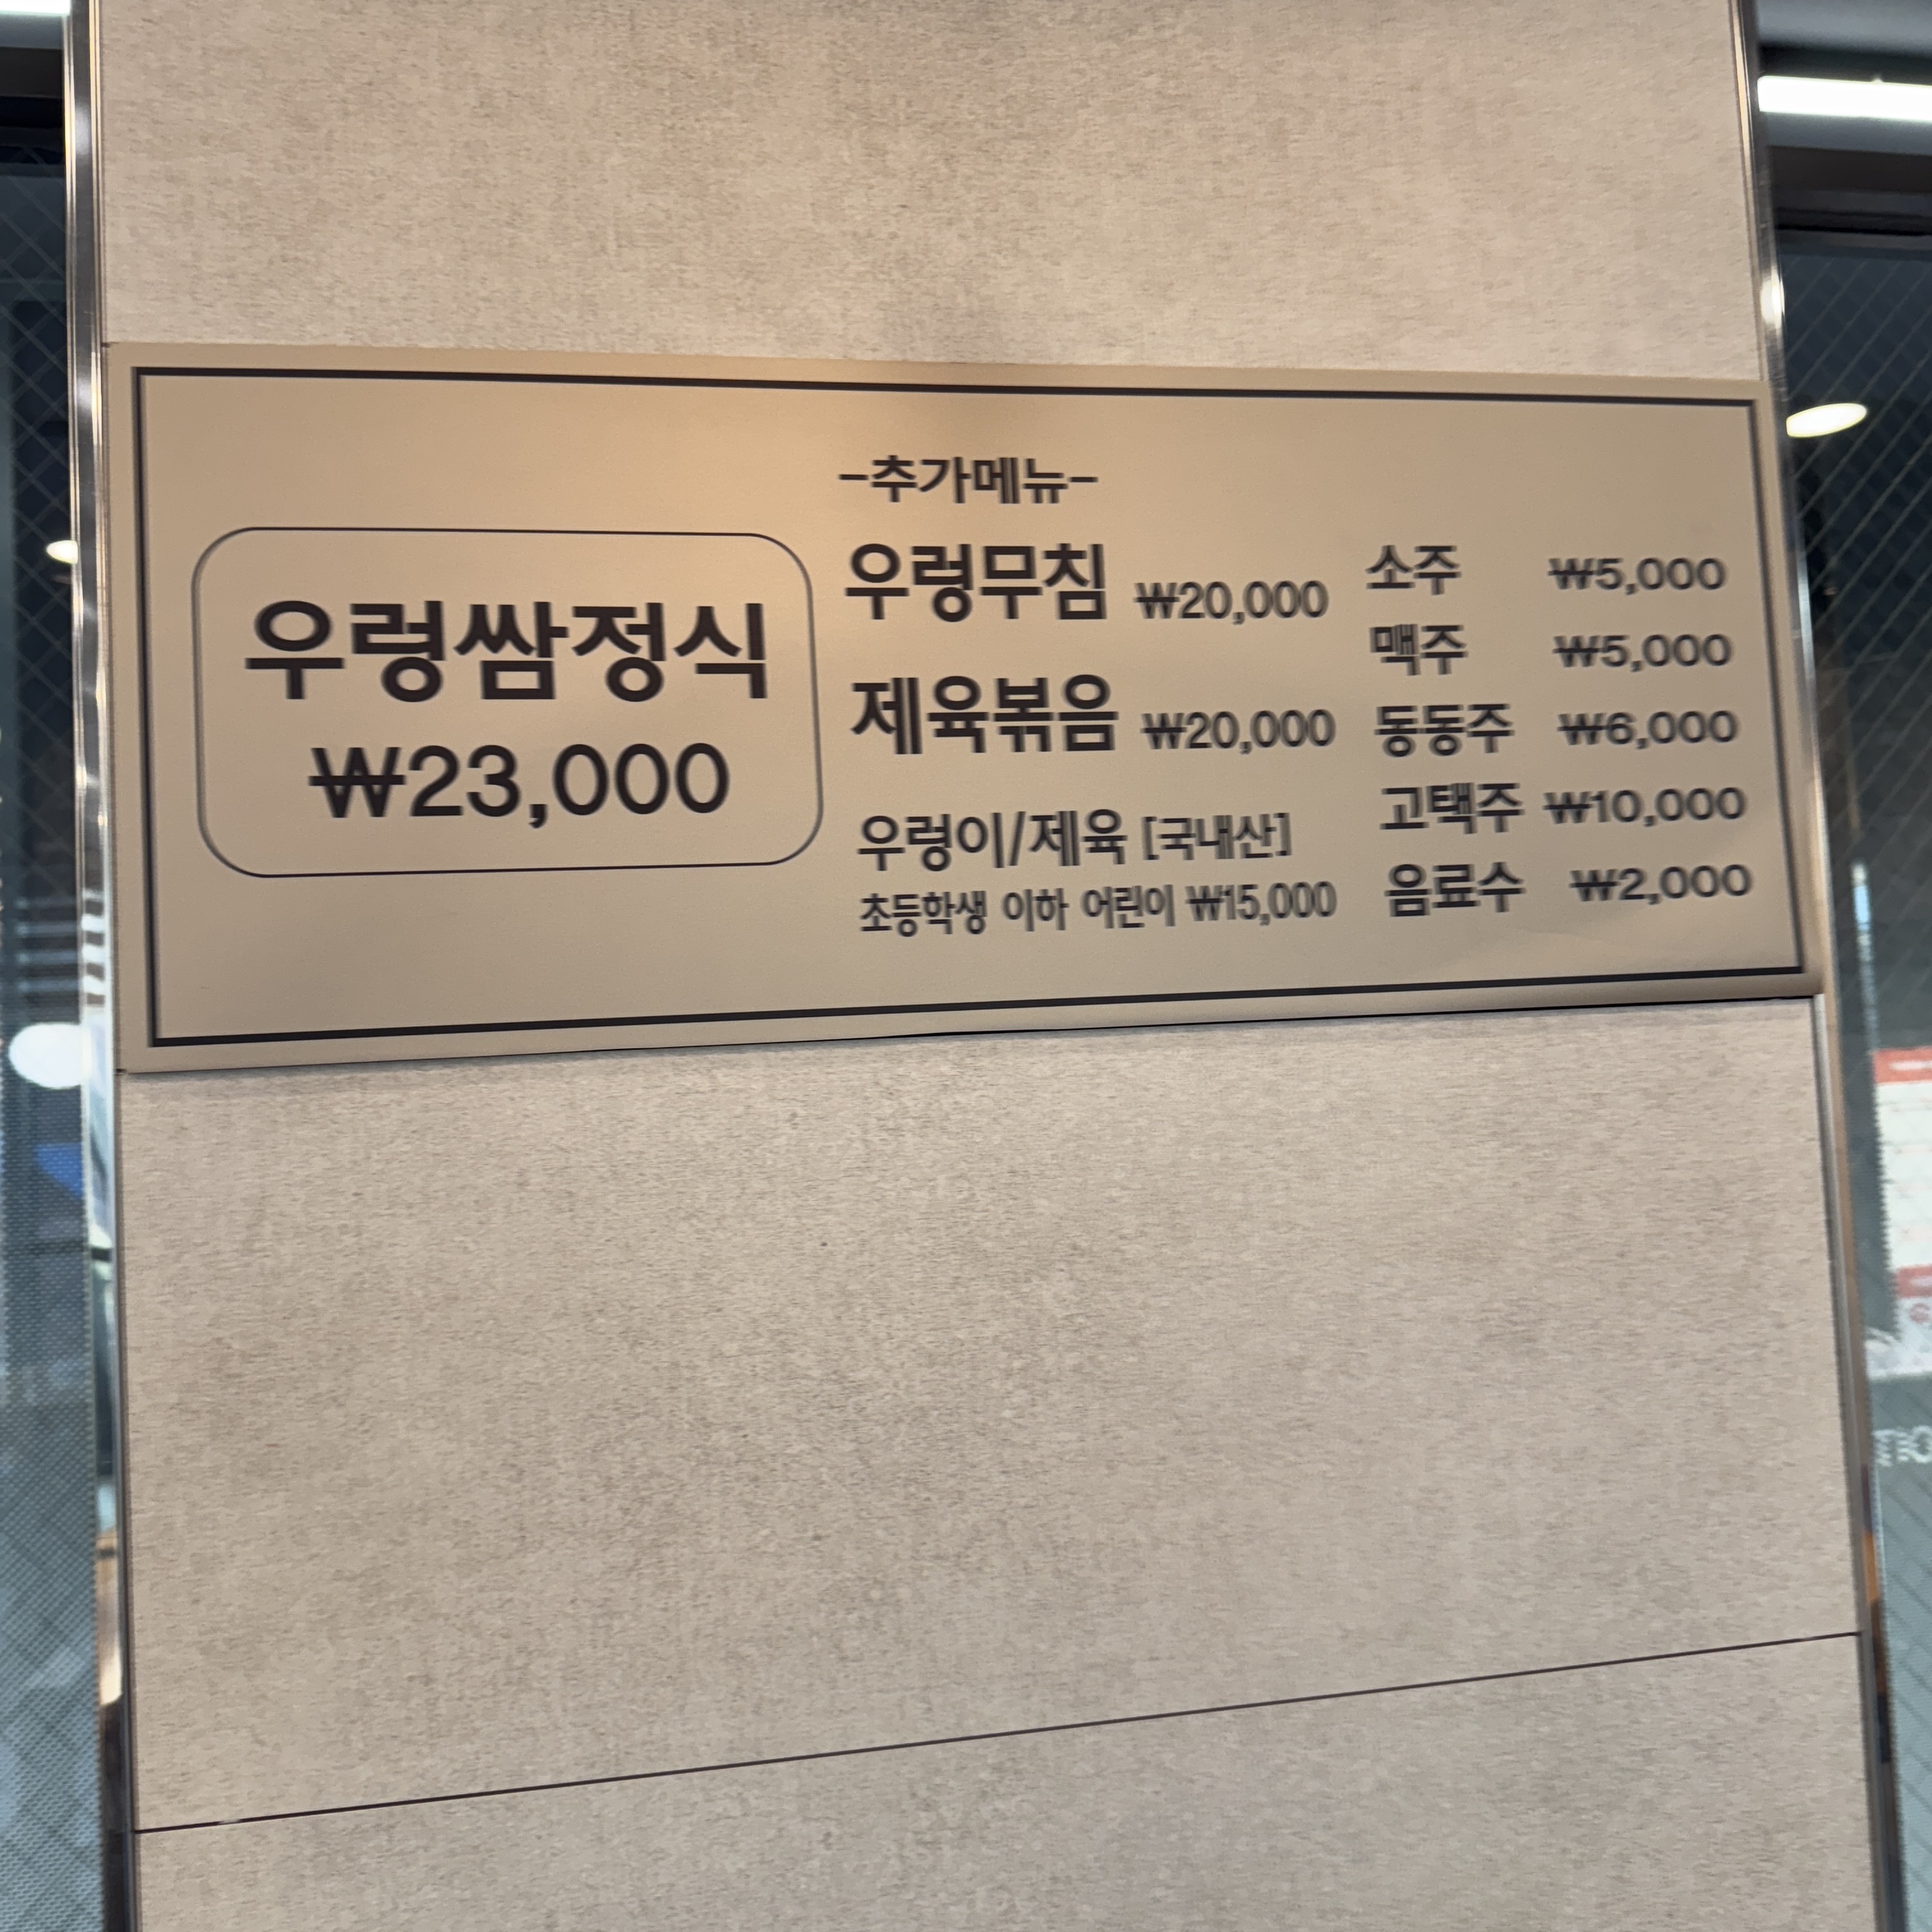 우렁쌈정식
₩23,000
-추가메뉴-
우렁무침 ₩20,000
제육볶음 ₩20,000
우렁이/제육 [국내산]
초등학생 이하 어린이 ₩15,000
소주 ₩5,000
맥주 ₩5,000
동동주 ₩6,000
고택주 ₩10,000
음료수 ₩2,000